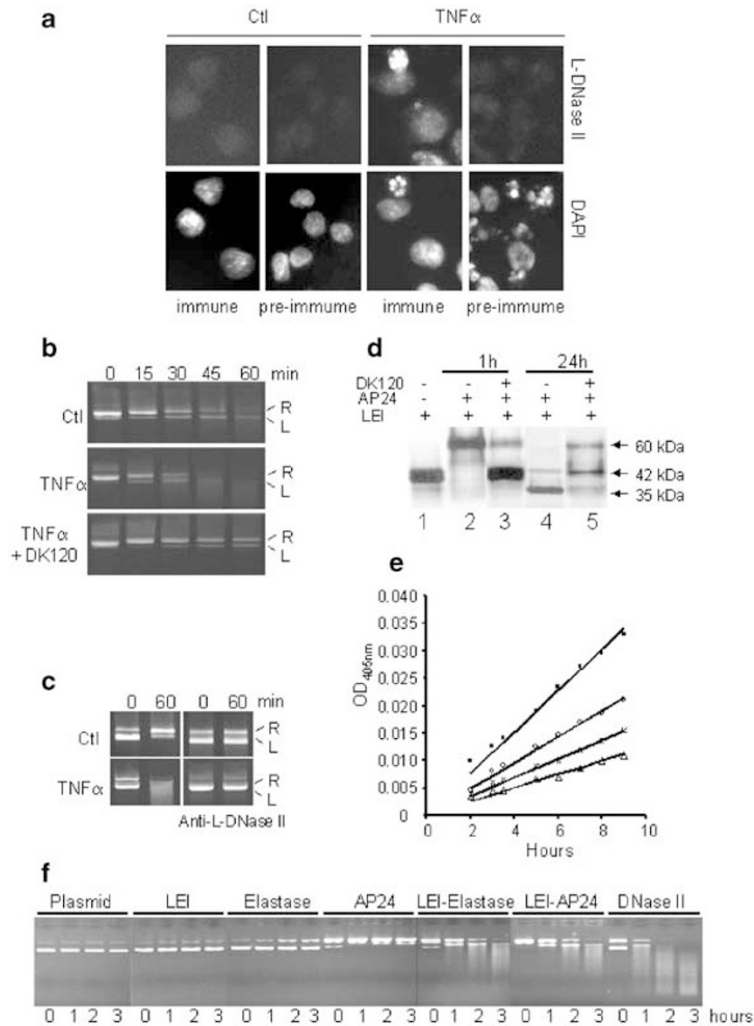 a
Ctl TNFα
L-DNase II
DAPI
immune pre-immume immune pre-immume
b
0 15 30 45 60 min
Ctl R
L
TNFα R
L
TNFα
+ DK120 R
L
c
0 60 0 60 min
Ctl R
L
TNFα R
L
Anti-L-DNase II
d
1h 24h
DK120 - - + - +
AP24 - + + + +
LEI + + + + +
60 kDa
42 kDa
35 kDa
1 2 3 4 5
e
0.040
0.035
0.030
0.025
0.020
0.015
0.010
0.005
0
OD405nm
0 2 4 6 8 10
Hours
f
Plasmid LEI Elastase AP24 LEI-Elastase LEI-AP24 DNase II
0 1 2 3 0 1 2 3 0 1 2 3 0 1 2 3 0 1 2 3 0 1 2 3 0 1 2 3 hours